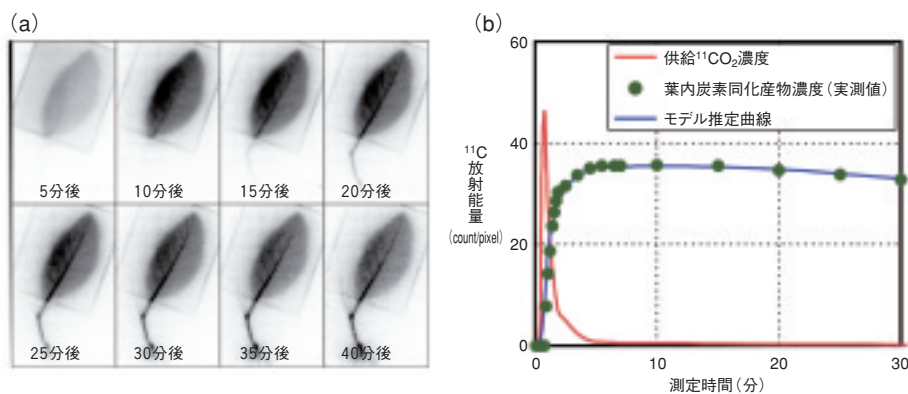 (a)
5分後
10分後
15分後
20分後
25分後
30分後
35分後
40分後
(b)
60
40
20
0
0
10
20
30
¹¹C
放射能量
(count/pixel)
測定時間(分)
供給¹¹CO₂濃度
葉内炭素同化産物濃度(実測値)
モデル推定曲線